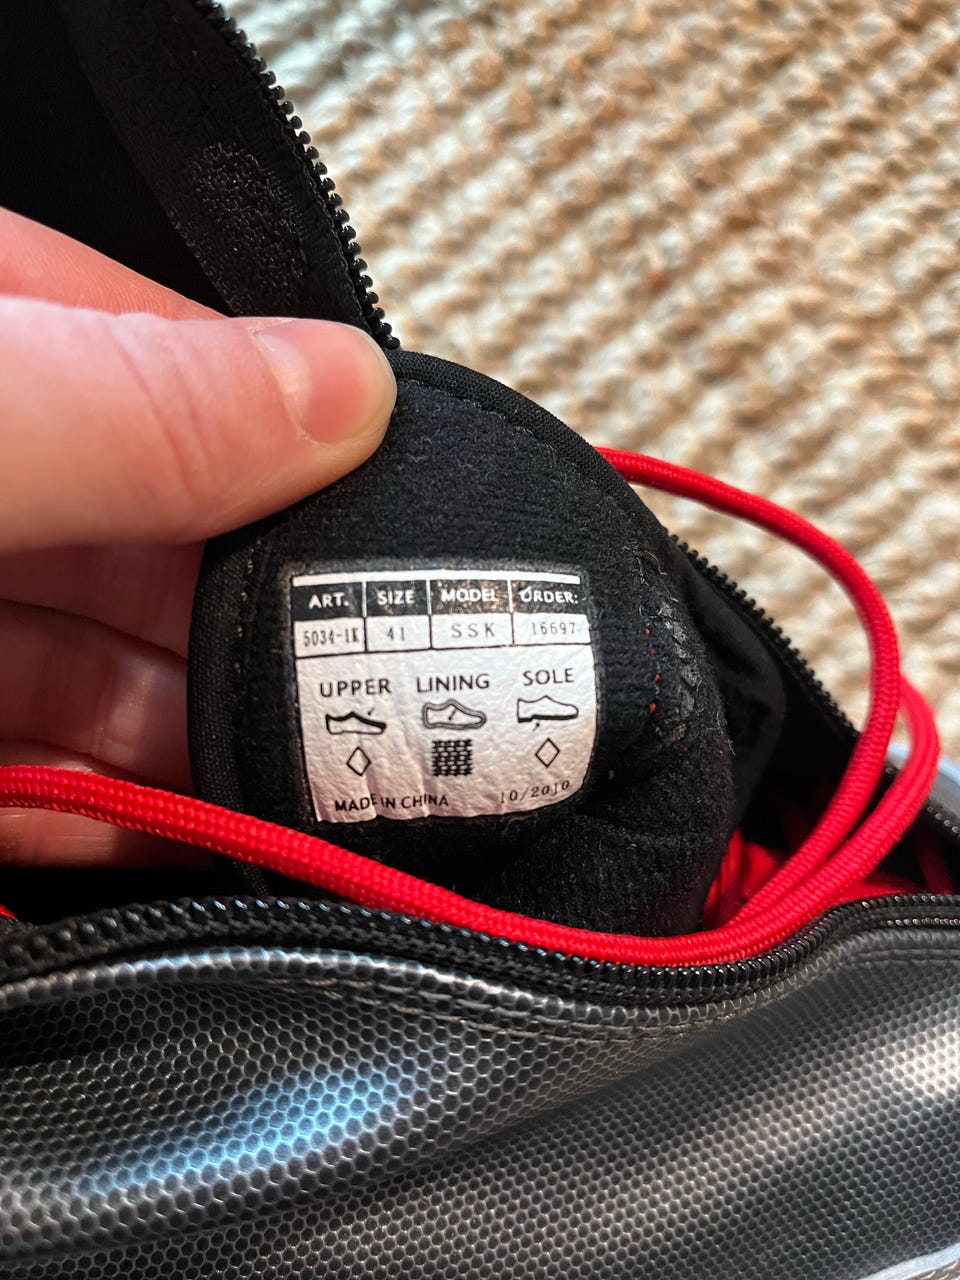 ART. SIZE MODEL ORDER:
5034-1K 41 SSK 16697
UPPER LINING SOLE
MADE IN CHINA 10/2010